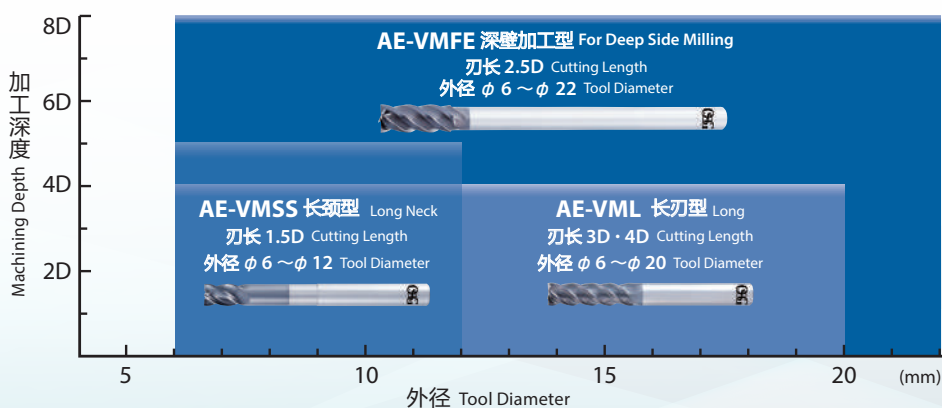 8D
AE-VMFE 深壁加工型 For Deep Side Milling
刃长 2.5D Cutting Length
外径 φ 6 ～φ 22 Tool Diameter
OSG
加工深度
Machining Depth
6D
4D
2D
AE-VMSS 长颈型 Long Neck
刃长 1.5D Cutting Length
外径 φ 6 ～φ 12 Tool Diameter
OSG
AE-VML 长刃型 Long
刃长 3D・4D Cutting Length
外径 φ 6 ～φ 20 Tool Diameter
OSG
5 10 15 20 (mm)
外径 Tool Diameter